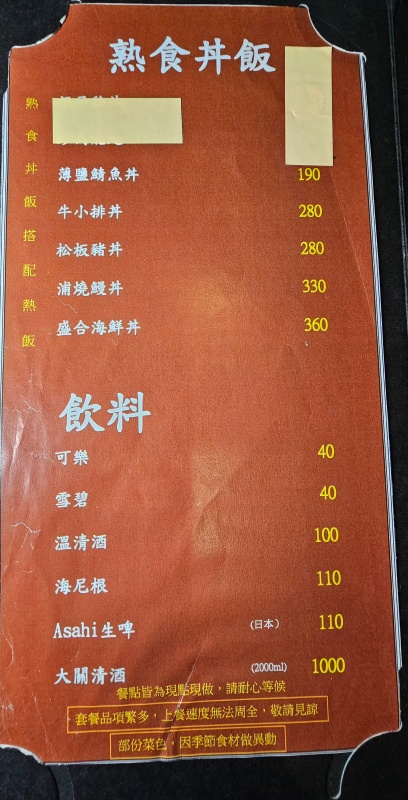 熟食丼飯
熟食丼飯搭配熱飯
薄鹽鯖魚丼 190
牛小排丼 280
松板豬丼 280
浦燒鰻丼 330
盛合海鮮丼 360
飲料
可樂 40
雪碧 40
溫清酒 100
海尼根 110
Asahi生啤 (日本) 110
大關清酒 (2000ml) 1000
餐點皆為現點現做，請耐心等候
套餐品項繁多，上餐速度無法周全，敬請見諒
部份菜色，因季節食材做異動